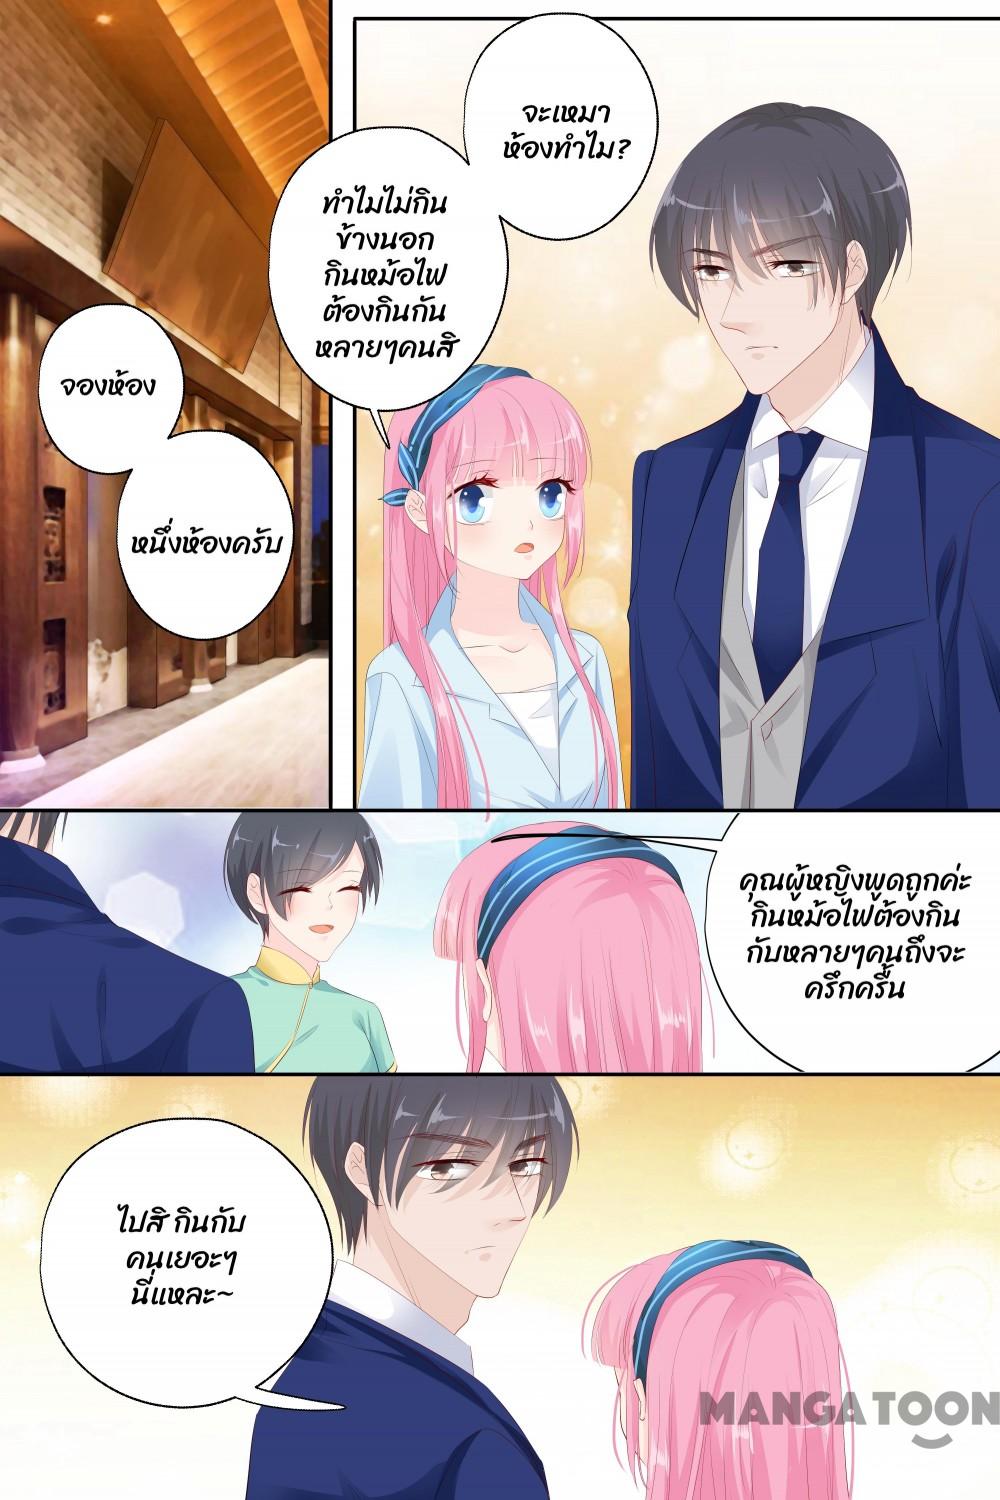 จองห้อง
หนึ่งห้องครับ
จะเหมา
ห้องทำไม?
ทำไมไม่กิน
ข้างนอก
กินหม้อไฟ
ต้องกินกัน
หลายๆคนสิ
คุณผู้หญิงพูดถูกค่ะ
กินหม้อไฟต้องกิน
กับหลายๆคนถึงจะ
ครึกครื้น
ไปสิ กินกับ
คนเยอะๆ
นี่แหละ~
MANGATOON